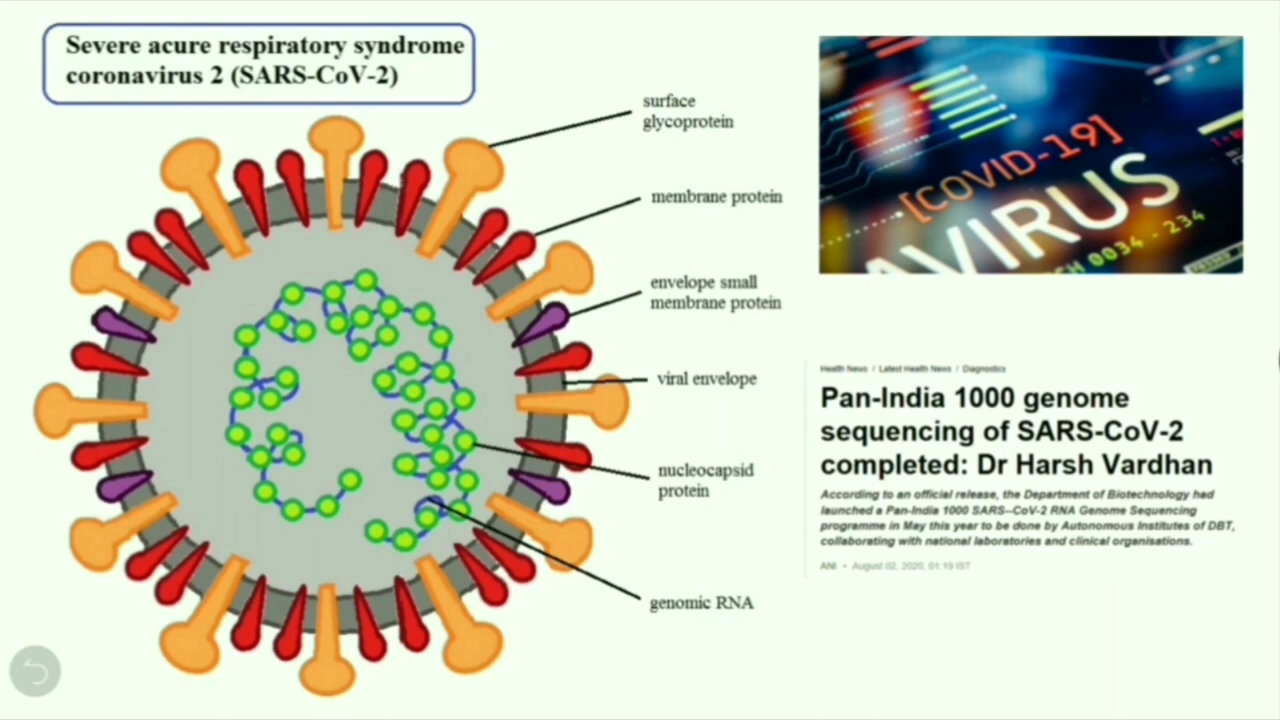 Severe acure respiratory syndrome
coronavirus 2 (SARS-CoV-2)
surface
glycoprotein
membrane protein
envelope small
membrane protein
viral envelope
nucleocapsid
protein
genomic RNA
[COVID-19]
VIRUS
CH 0034 - 234
Health News / Latest Health News / Diagnostics
Pan-India 1000 genome
sequencing of SARS-CoV-2
completed: Dr Harsh Vardhan
According to an official release, the Department of Biotechnology had
launched a Pan-India 1000 SARS--CoV-2 RNA Genome Sequencing
programme in May this year to be done by Autonomous Institutes of DBT,
collaborating with national laboratories and clinical organisations.
ANI • August 02, 2020, 01:19 IST